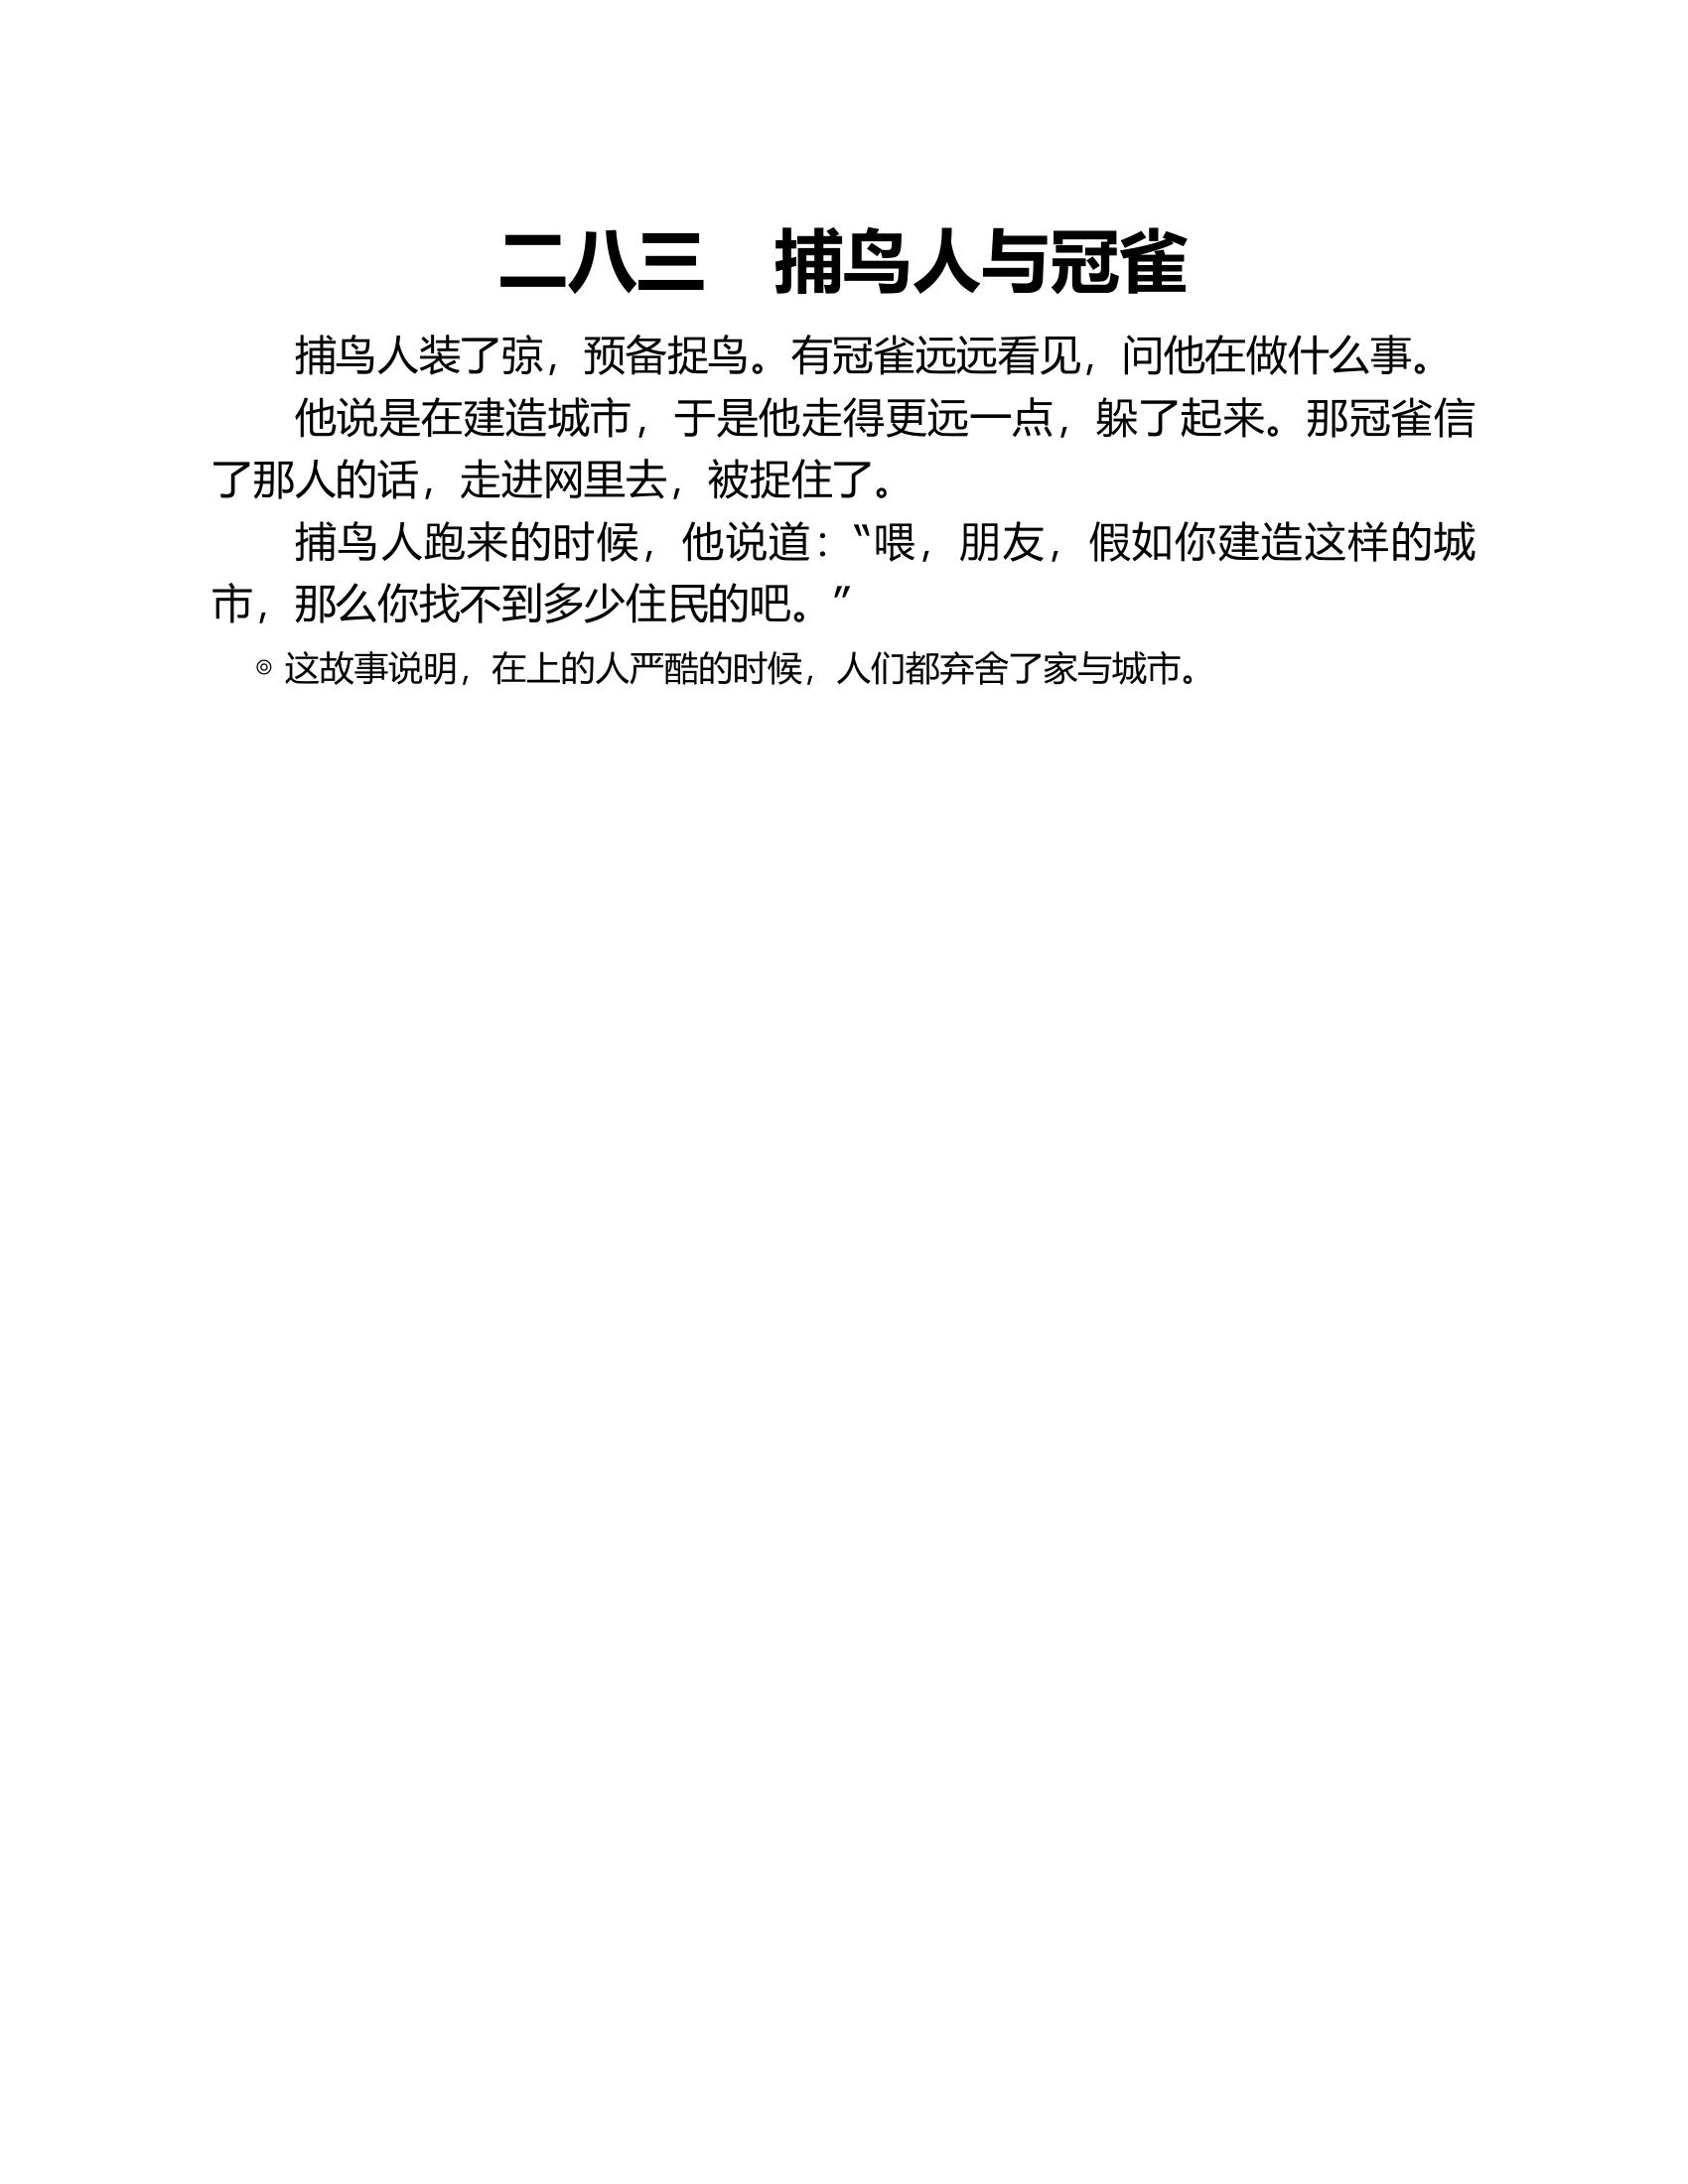 二八三　捕鸟人与冠雀
捕鸟人装了弶，预备捉鸟。有冠雀远远看见，问他在做什么事。
他说是在建造城市，于是他走得更远一点，躲了起来。那冠雀信
了那人的话，走进网里去，被捉住了。
捕鸟人跑来的时候，他说道：“喂，朋友，假如你建造这样的城
市，那么你找不到多少住民的吧。”
◎ 这故事说明，在上的人严酷的时候，人们都弃舍了家与城市。